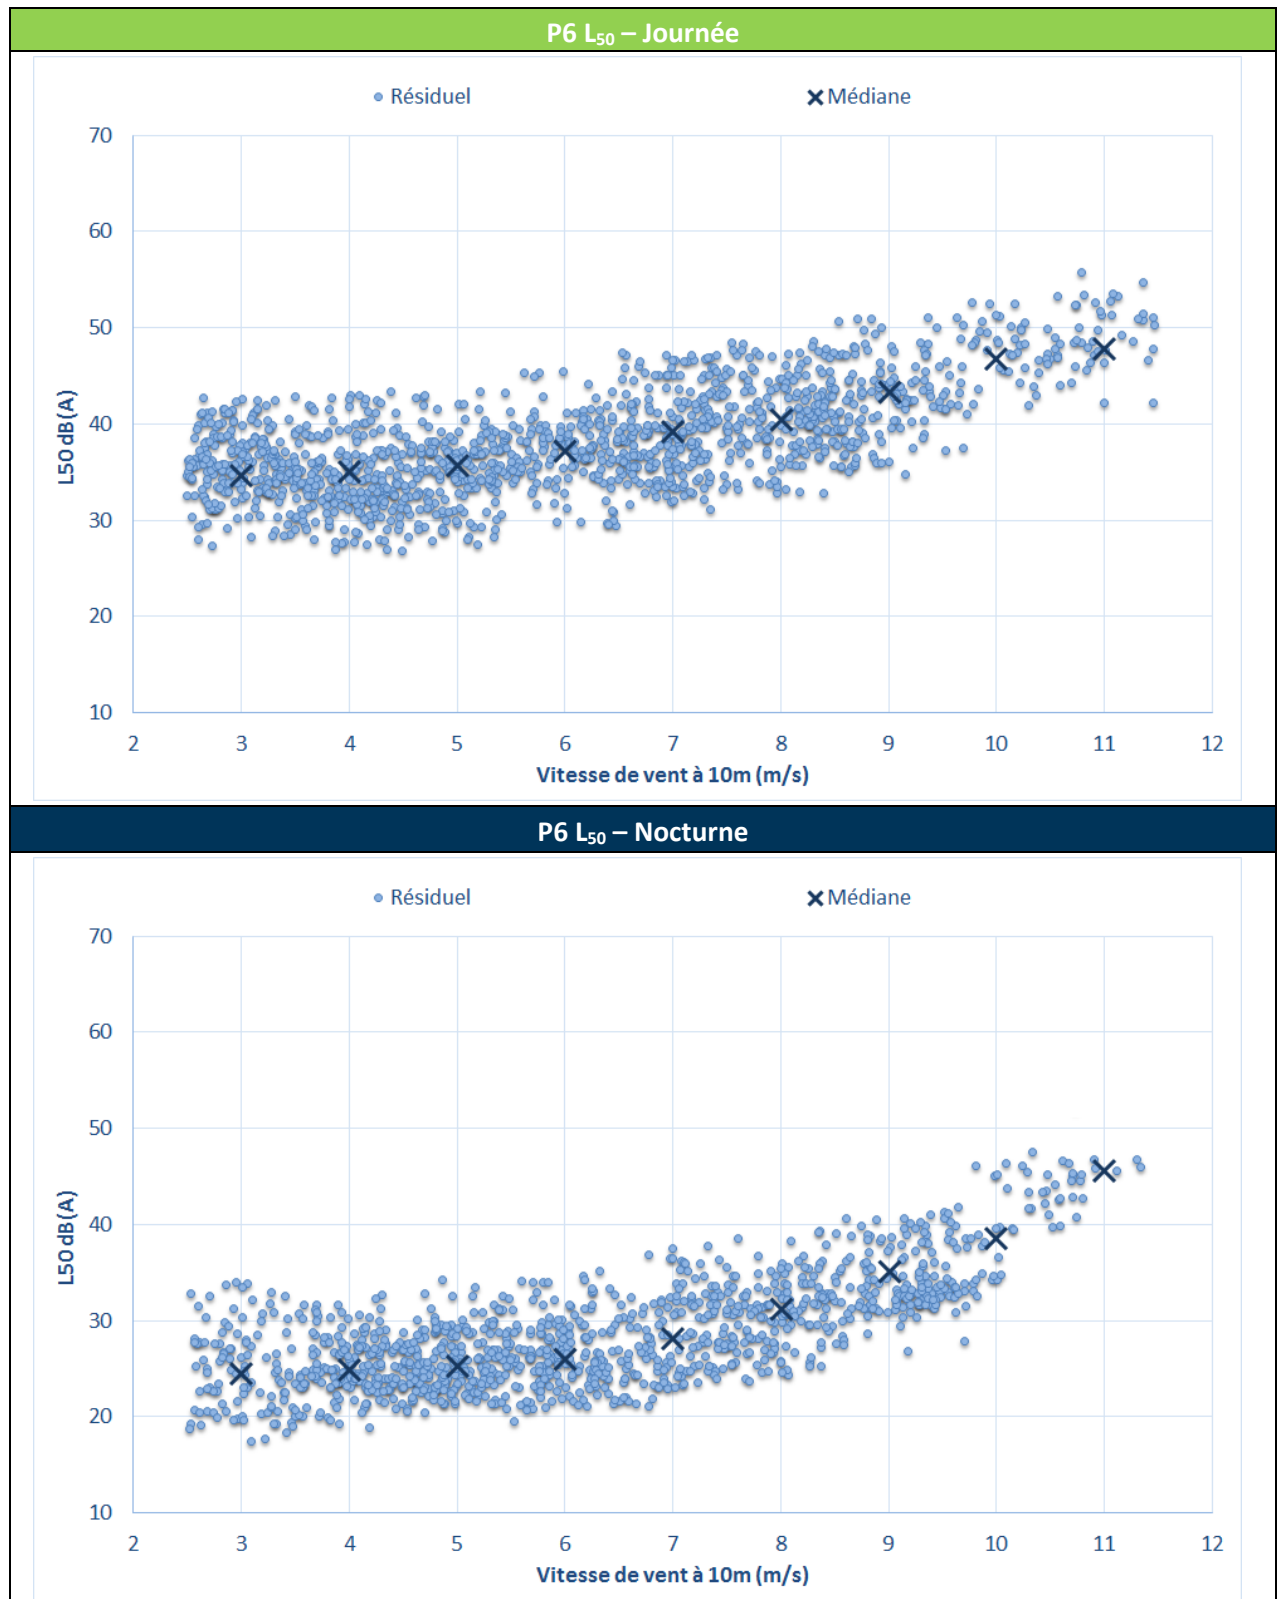 P6 L50 – Journée
Résiduel Médiane
70
60
50
40
30
20
10
L50 dB(A)
2 3 4 5 6 7 8 9 10 11 12
Vitesse de vent à 10m (m/s)
P6 L50 – Nocturne
Résiduel Médiane
70
60
50
40
30
20
10
L50 dB(A)
2 3 4 5 6 7 8 9 10 11 12
Vitesse de vent à 10m (m/s)